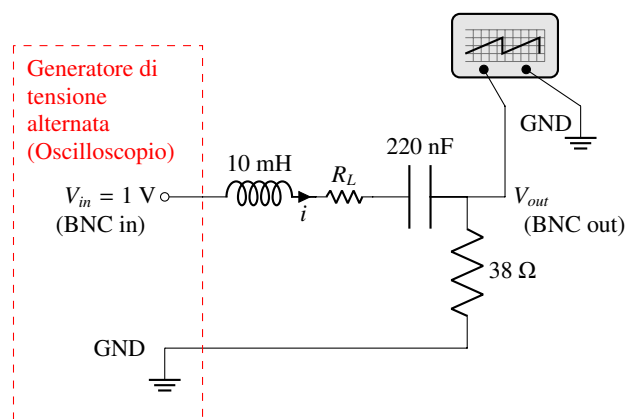 Generatore di
tensione
alternata
(Oscilloscopio)
GND
10 mH
R_L
220 nF
V_in = 1 V
(BNC in)
i
V_out
(BNC out)
38 Ω
GND